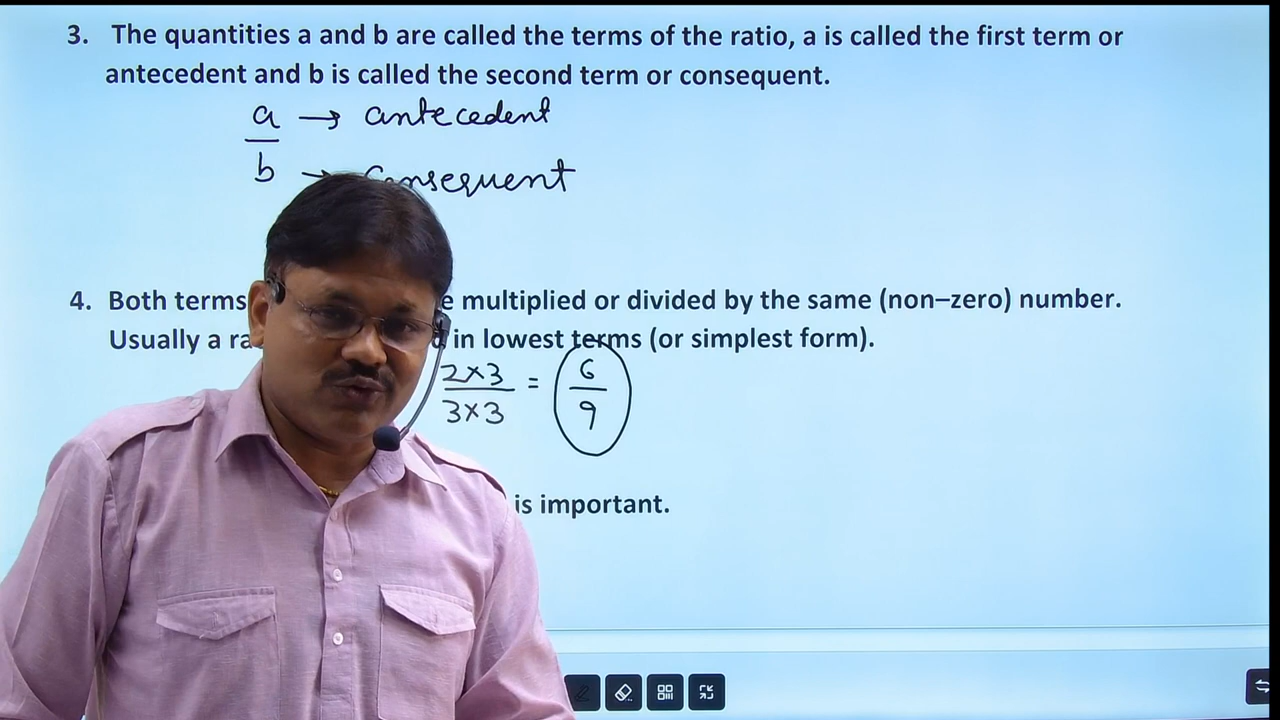 3. The quantities a and b are called the terms of the ratio, a is called the first term or
antecedent and b is called the second term or consequent.
a → antecedent
b → consequent
4. Both terms multiplied or divided by the same (non–zero) number.
Usually a in lowest terms (or simplest form).
2×3 = 6
3×3 9
is important.